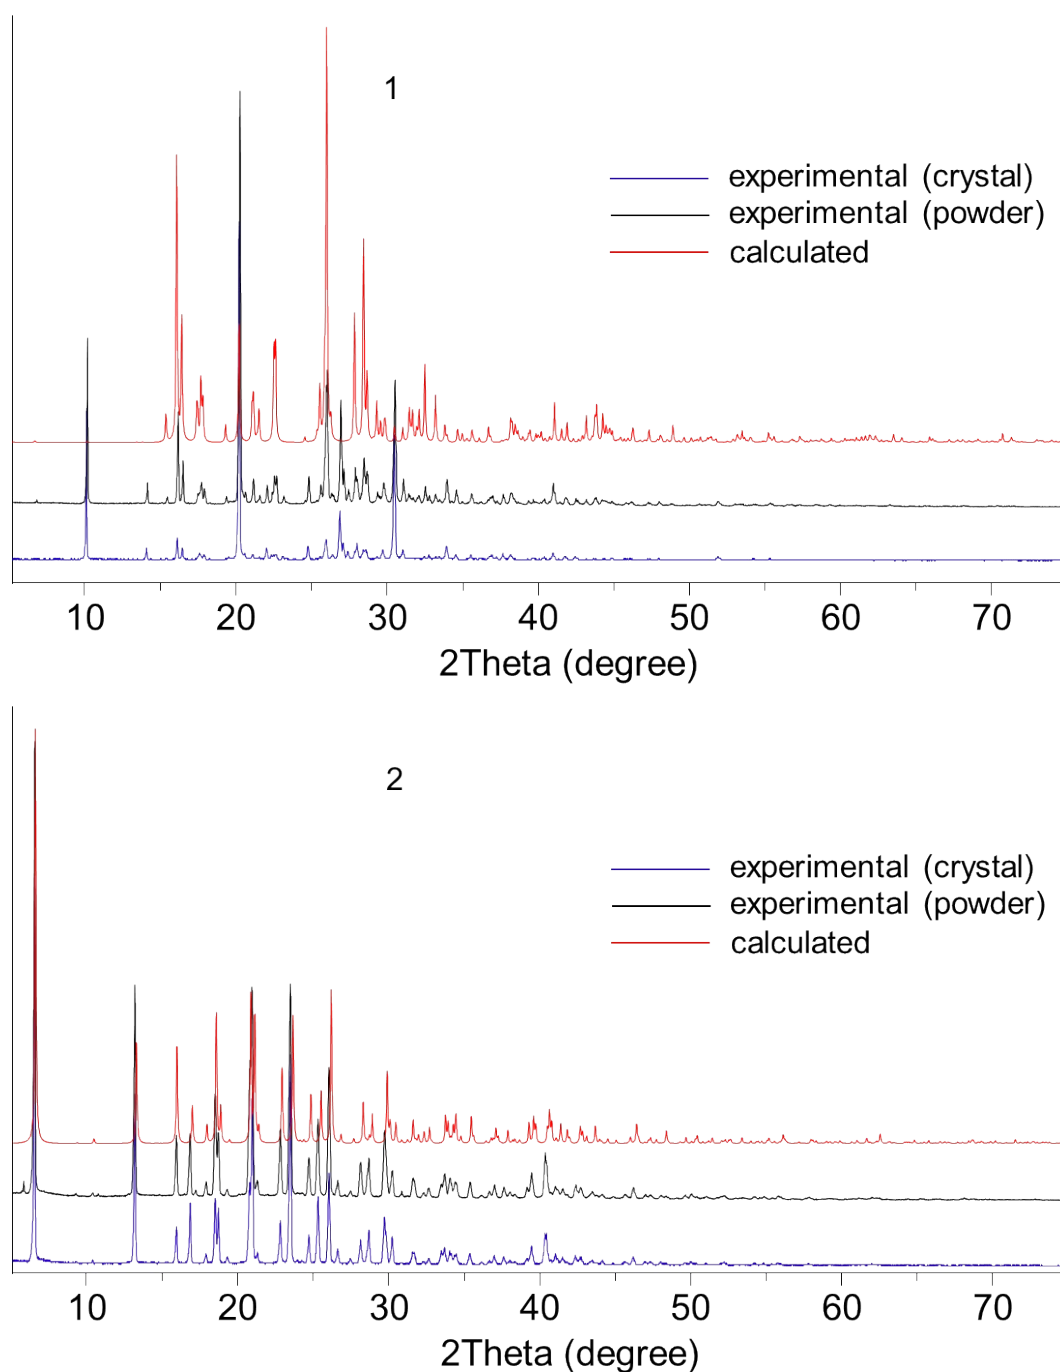 1
experimental (crystal)
experimental (powder)
calculated
10 20 30 40 50 60 70
2Theta (degree)
2
experimental (crystal)
experimental (powder)
calculated
10 20 30 40 50 60 70
2Theta (degree)